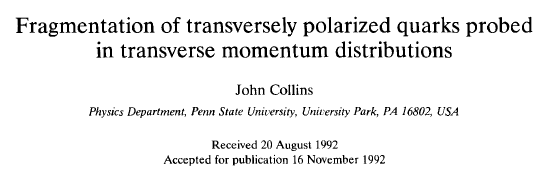 Fragmentation of transversely polarized quarks probed
in transverse momentum distributions
John Collins
Physics Department, Penn State University, University Park, PA 16802, USA
Received 20 August 1992
Accepted for publication 16 November 1992